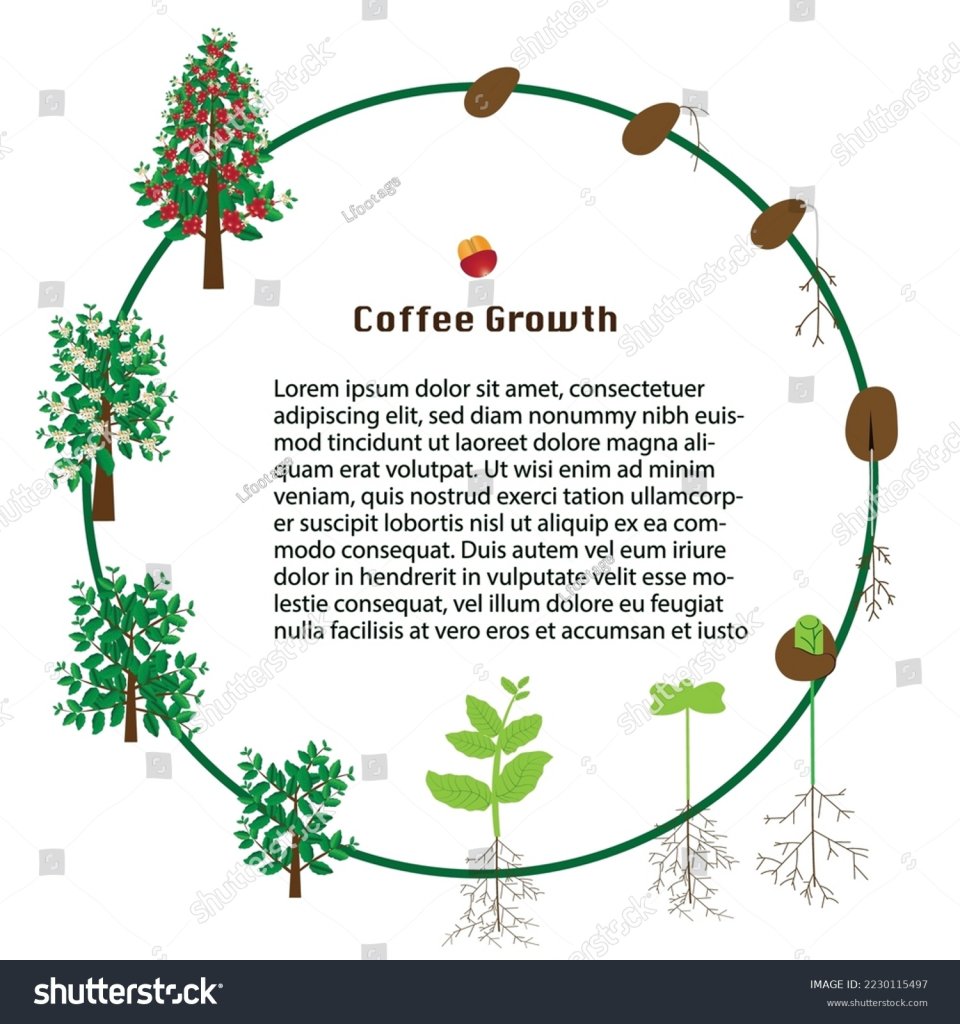 Lfootage
Coffee Growth
Lorem ipsum dolor sit amet, consectetuer
adipiscing elit, sed diam nonummy nibh euis-
mod tincidunt ut laoreet dolore magna ali-
quam erat volutpat. Ut wisi enim ad minim
veniam, quis nostrud exerci tation ullamcorp-
er suscipit lobortis nisl ut aliquip ex ea com-
modo consequat. Duis autem vel eum iriure
dolor in hendrerit in vulputate velit esse mo-
lestie consequat, vel illum dolore eu feugiat
nulla facilisis at vero eros et accumsan et iusto
Lfootage
Lfootage
shutterstock
shutterstock
IMAGE ID: 2230115497
www.shutterstock.com